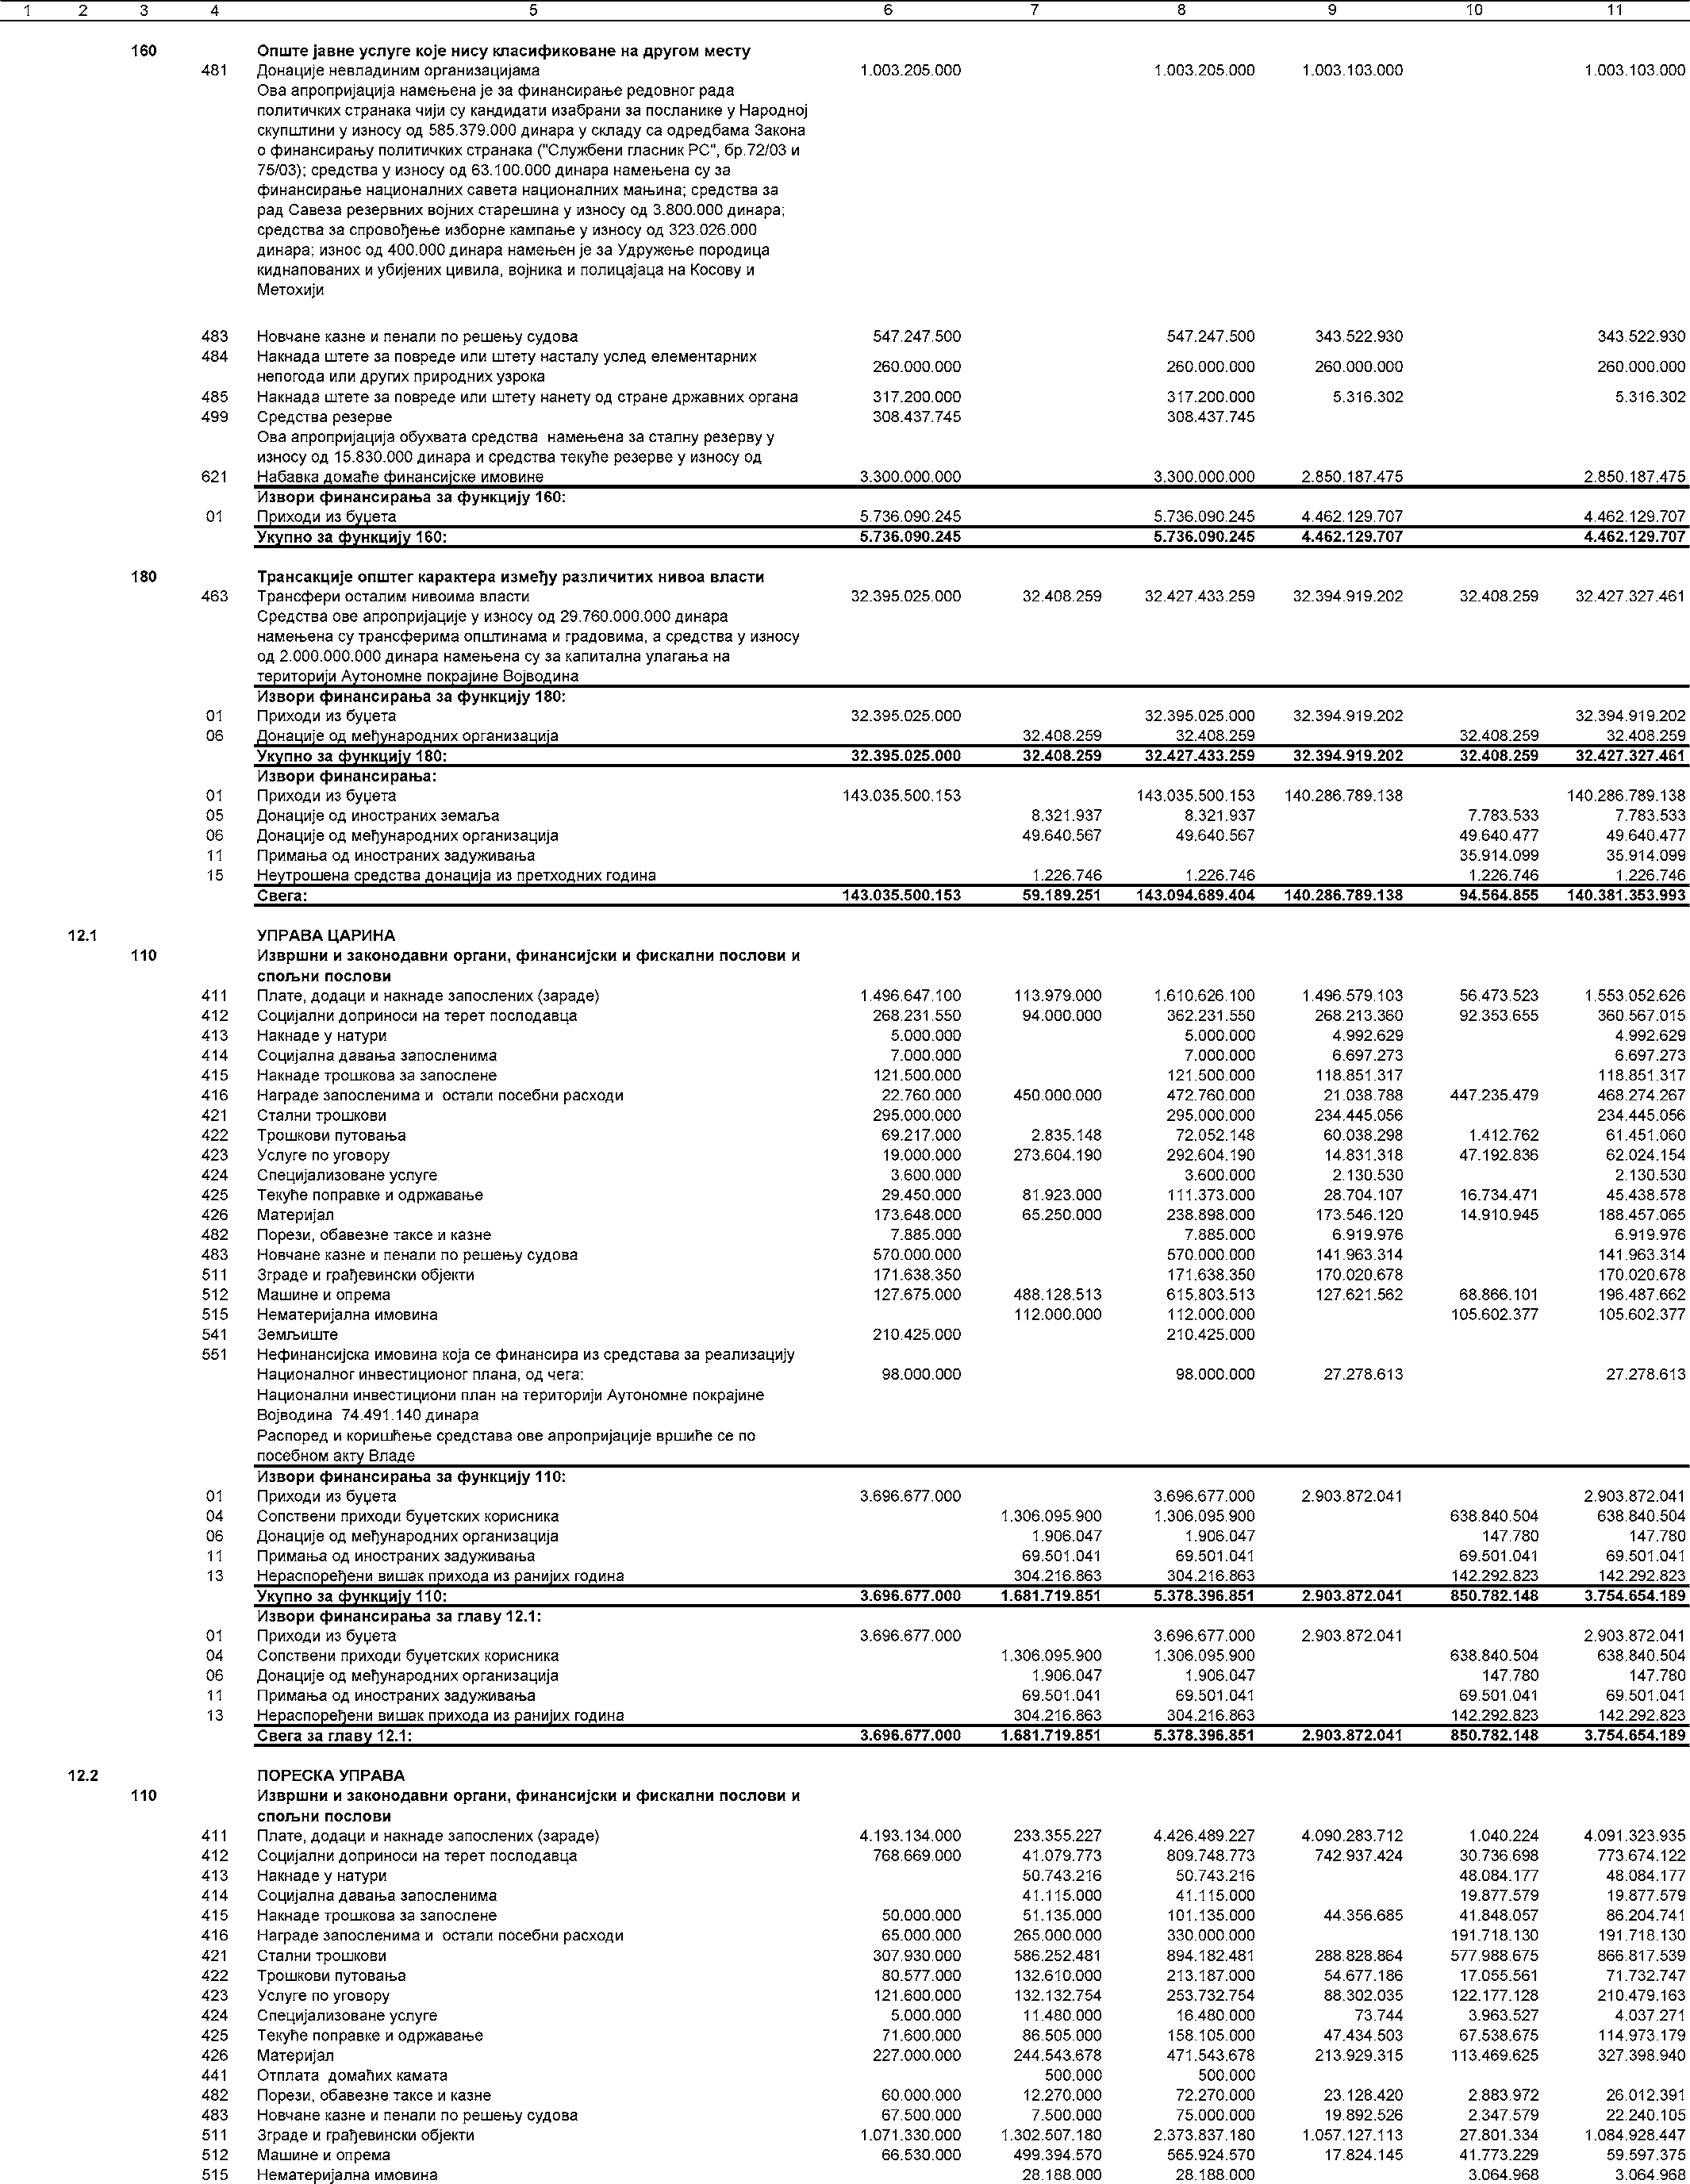 1 2 3 4 5 6 7 8 9 10 11
160 Опште јавне услуге које нису класификоване на другом месту
481 Донације невладиним организацијама 1.003.205.000 1.003.205.000 1.003.103.000 1.003.103.000
Ова апропријација намењена је за финансирање редовног рада
политичких странака чији су кандидати изабрани за посланике у Народној
скупштини у износу од 585.379.000 динара у складу са одредбама Закона
о финансирању политичких странака ("Службени гласник РС", бр.72/03 и
75/03); средства у износу од 63.100.000 динара намењена су за
финансирање националних савета националних мањина; средства за
рад Савеза резервних војних старешина у износу од 3.800.000 динара;
средства за спровођење изборне кампање у износу од 323.026.000
динара; износ од 400.000 динара намењен је за Удружење породица
киднапованих и убијених цивила, војника и полицајаца на Косову и
Метохији
483 Новчане казне и пенали по решењу судова 547.247.500 547.247.500 343.522.930 343.522.930
484 Накнада штете за повреде или штету насталу услед елементарних
непогода или других природних узрока 260.000.000 260.000.000 260.000.000 260.000.000
485 Накнада штете за повреде или штету нанету од стране државних органа 317.200.000 317.200.000 5.316.302 5.316.302
499 Средства резерве 308.437.745 308.437.745
Ова апропријација обухвата средства намењена за сталну резерву у
износу од 15.830.000 динара и средства текуће резерве у износу од
621 Набавка домаће финансијске имовине 3.300.000.000 3.300.000.000 2.850.187.475 2.850.187.475
Извори финансирања за функцију 160:
01 Приходи из буџета 5.736.090.245 5.736.090.245 4.462.129.707 4.462.129.707
Укупно за функцију 160: 5.736.090.245 5.736.090.245 4.462.129.707 4.462.129.707
180 Трансакције општег карактера између различитих нивоа власти
463 Трансфери осталим нивоима власти 32.395.025.000 32.408.259 32.427.433.259 32.394.919.202 32.408.259 32.427.327.461
Средства ове апропријације у износу од 29.760.000.000 динара
намењена су трансферима општинама и градовима, а средства у износу
од 2.000.000.000 динара намењена су за капитална улагања на
територији Аутономне покрајине Војводина
Извори финансирања за функцију 180:
01 Приходи из буџета 32.395.025.000 32.395.025.000 32.394.919.202 32.394.919.202
06 Донације од међународних организација 32.408.259 32.408.259 32.408.259 32.408.259
Укупно за функцију 180: 32.395.025.000 32.408.259 32.427.433.259 32.394.919.202 32.408.259 32.427.327.461
Извори финансирања:
01 Приходи из буџета 143.035.500.153 143.035.500.153 140.286.789.138 140.286.789.138
05 Донације од иностраних земаља 8.321.937 8.321.937 7.783.533 7.783.533
06 Донације од међународних организација 49.640.567 49.640.567 49.640.477 49.640.477
11 Примања од иностраних задуживања 35.914.099 35.914.099
15 Неутрошена средства донација из претходних година 1.226.746 1.226.746 1.226.746 1.226.746
Свега: 143.035.500.153 59.189.251 143.094.689.404 140.286.789.138 94.564.855 140.381.353.993
12.1 УПРАВА ЦАРИНА
110 Извршни и законодавни органи, финансијски и фискални послови и
спољни послови
411 Плате, додаци и накнаде запослених (зараде) 1.496.647.100 113.979.000 1.610.626.100 1.496.579.103 56.473.523 1.553.052.626
412 Социјални доприноси на терет послодавца 268.231.550 94.000.000 362.231.550 268.213.360 92.353.655 360.567.015
413 Накнаде у натури 5.000.000 5.000.000 4.992.629 4.992.629
414 Социјална давања запосленима 7.000.000 7.000.000 6.697.273 6.697.273
415 Накнаде трошкова за запослене 121.500.000 121.500.000 118.851.317 118.851.317
416 Награде запосленима и остали посебни расходи 22.760.000 450.000.000 472.760.000 21.038.788 447.235.479 468.274.267
421 Стални трошкови 295.000.000 295.000.000 234.445.056 234.445.056
422 Трошкови путовања 69.217.000 2.835.148 72.052.148 60.038.298 1.412.762 61.451.060
423 Услуге по уговору 19.000.000 273.604.190 292.604.190 14.831.318 47.192.836 62.024.154
424 Специјализоване услуге 3.600.000 3.600.000 2.130.530 2.130.530
425 Текуће поправке и одржавање 29.450.000 81.923.000 111.373.000 28.704.107 16.734.471 45.438.578
426 Материјал 173.648.000 65.250.000 238.898.000 173.546.120 14.910.945 188.457.065
482 Порези, обавезне таксе и казне 7.885.000 7.885.000 6.919.976 6.919.976
483 Новчане казне и пенали по решењу судова 570.000.000 570.000.000 141.963.314 141.963.314
511 Зграде и грађевински објекти 171.638.350 171.638.350 170.020.678 170.020.678
512 Машине и опрема 127.675.000 488.128.513 615.803.513 127.621.562 68.866.101 196.487.662
515 Нематеријална имовина 112.000.000 112.000.000 105.602.377 105.602.377
541 Земљиште 210.425.000 210.425.000
551 Нефинансијска имовина која се финансира из средстава за реализацију
Националног инвестиционог плана, од чега: 98.000.000 98.000.000 27.278.613 27.278.613
Национални инвестициони план на територији Аутономне покрајине
Војводина 74.491.140 динара
Распоред и коришћење средстава ове апропријације вршиће се по
посебном акту Владе
Извори финансирања за функцију 110:
01 Приходи из буџета 3.696.677.000 3.696.677.000 2.903.872.041 2.903.872.041
04 Сопствени приходи буџетских корисника 1.306.095.900 1.306.095.900 638.840.504 638.840.504
06 Донације од међународних организација 1.906.047 1.906.047 147.780 147.780
11 Примања од иностраних задуживања 69.501.041 69.501.041 69.501.041 69.501.041
13 Нераспоређени вишак прихода из ранијих година 304.216.863 304.216.863 142.292.823 142.292.823
Укупно за функцију 110: 3.696.677.000 1.681.719.851 5.378.396.851 2.903.872.041 850.782.148 3.754.654.189
Извори финансирања за главу 12.1:
01 Приходи из буџета 3.696.677.000 3.696.677.000 2.903.872.041 2.903.872.041
04 Сопствени приходи буџетских корисника 1.306.095.900 1.306.095.900 638.840.504 638.840.504
06 Донације од међународних организација 1.906.047 1.906.047 147.780 147.780
11 Примања од иностраних задуживања 69.501.041 69.501.041 69.501.041 69.501.041
13 Нераспоређени вишак прихода из ранијих година 304.216.863 304.216.863 142.292.823 142.292.823
Свега за главу 12.1: 3.696.677.000 1.681.719.851 5.378.396.851 2.903.872.041 850.782.148 3.754.654.189
12.2 ПОРЕСКА УПРАВА
110 Извршни и законодавни органи, финансијски и фискални послови и
спољни послови
411 Плате, додаци и накнаде запослених (зараде) 4.193.134.000 233.355.227 4.426.489.227 4.090.283.712 1.040.224 4.091.323.935
412 Социјални доприноси на терет послодавца 768.669.000 41.079.773 809.748.773 742.937.424 30.736.698 773.674.122
413 Накнаде у натури 50.743.216 50.743.216 48.084.177 48.084.177
414 Социјална давања запосленима 41.115.000 41.115.000 19.877.579 19.877.579
415 Накнаде трошкова за запослене 50.000.000 51.135.000 101.135.000 44.356.685 41.848.057 86.204.741
416 Награде запосленима и остали посебни расходи 65.000.000 265.000.000 330.000.000 191.718.130 191.718.130
421 Стални трошкови 307.930.000 586.252.481 894.182.481 288.828.864 577.988.675 866.817.539
422 Трошкови путовања 80.577.000 132.610.000 213.187.000 54.677.186 17.055.561 71.732.747
423 Услуге по уговору 121.600.000 132.132.754 253.732.754 88.302.035 122.177.128 210.479.163
424 Специјализоване услуге 5.000.000 11.480.000 16.480.000 73.744 3.963.527 4.037.271
425 Текуће поправке и одржавање 71.600.000 86.505.000 158.105.000 47.434.503 67.538.675 114.973.179
426 Материјал 227.000.000 244.543.678 471.543.678 213.929.315 113.469.625 327.398.940
441 Отплата домаћих камата 500.000 500.000
482 Порези, обавезне таксе и казне 60.000.000 12.270.000 72.270.000 23.128.420 2.883.972 26.012.391
483 Новчане казне и пенали по решењу судова 67.500.000 7.500.000 75.000.000 19.892.526 2.347.579 22.240.105
511 Зграде и грађевински објекти 1.071.330.000 1.302.507.180 2.373.837.180 1.057.127.113 27.801.334 1.084.928.447
512 Машине и опрема 66.530.000 499.394.570 565.924.570 17.824.145 41.773.229 59.597.375
515 Нематеријална имовина 28.188.000 28.188.000 3.064.968 3.064.968